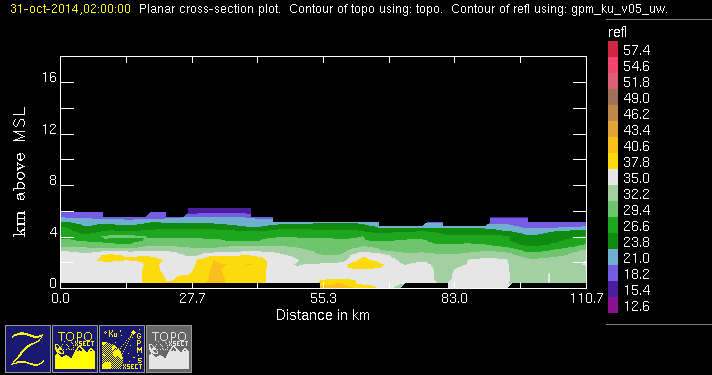 31-oct-2014,02:00:00 Planar cross-section plot. Contour of topo using: topo. Contour of refl using: gpm_ku_v05_uw.
refl
57.4
54.6
51.8
49.0
46.2
43.4
40.6
37.8
35.0
32.2
29.4
26.6
23.8
21.0
18.2
15.4
12.6
km above MSL
16
12
8
4
0
0.0 27.7 55.3 83.0 110.7
Distance in km
Z
TOPO
XSECT
"Ku"
GPM'S
XSECT
TOPO
XSECT